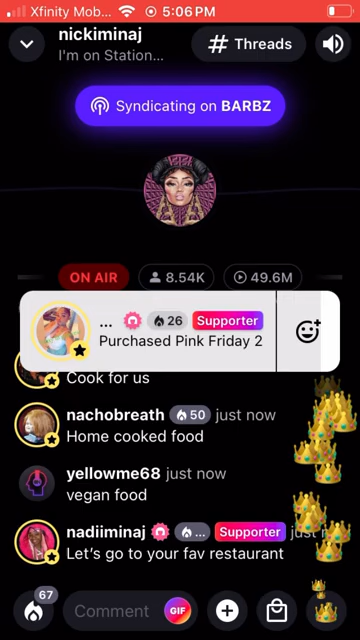 Xfinity Mob... 5:06PM
nickiminaj
I'm on Station...
# Threads
Syndicating on BARBZ
ON AIR 8.54K 49.6M
... 26 Supporter
Purchased Pink Friday 2
Cook for us
nachobreath 50 just now
Home cooked food
yellowme68 just now
vegan food
nadiiminaj ... Supporter just
Let's go to your fav restaurant
67
Comment GIF